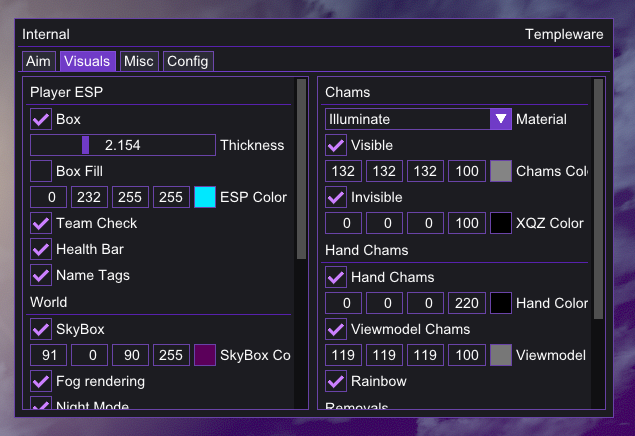 Internal Templeware
Aim Visuals Misc Config
Player ESP
Box
2.154 Thickness
Box Fill
0 232 255 255 ESP Color
Team Check
Health Bar
Name Tags
World
SkyBox
91 0 90 255 SkyBox Co
Fog rendering
Night Mode
Chams
Illuminate Material
Visible
132 132 132 100 Chams Col
Invisible
0 0 0 100 XQZ Color
Hand Chams
Hand Chams
0 0 0 220 Hand Color
Viewmodel Chams
119 119 119 100 Viewmodel
Rainbow
Removals